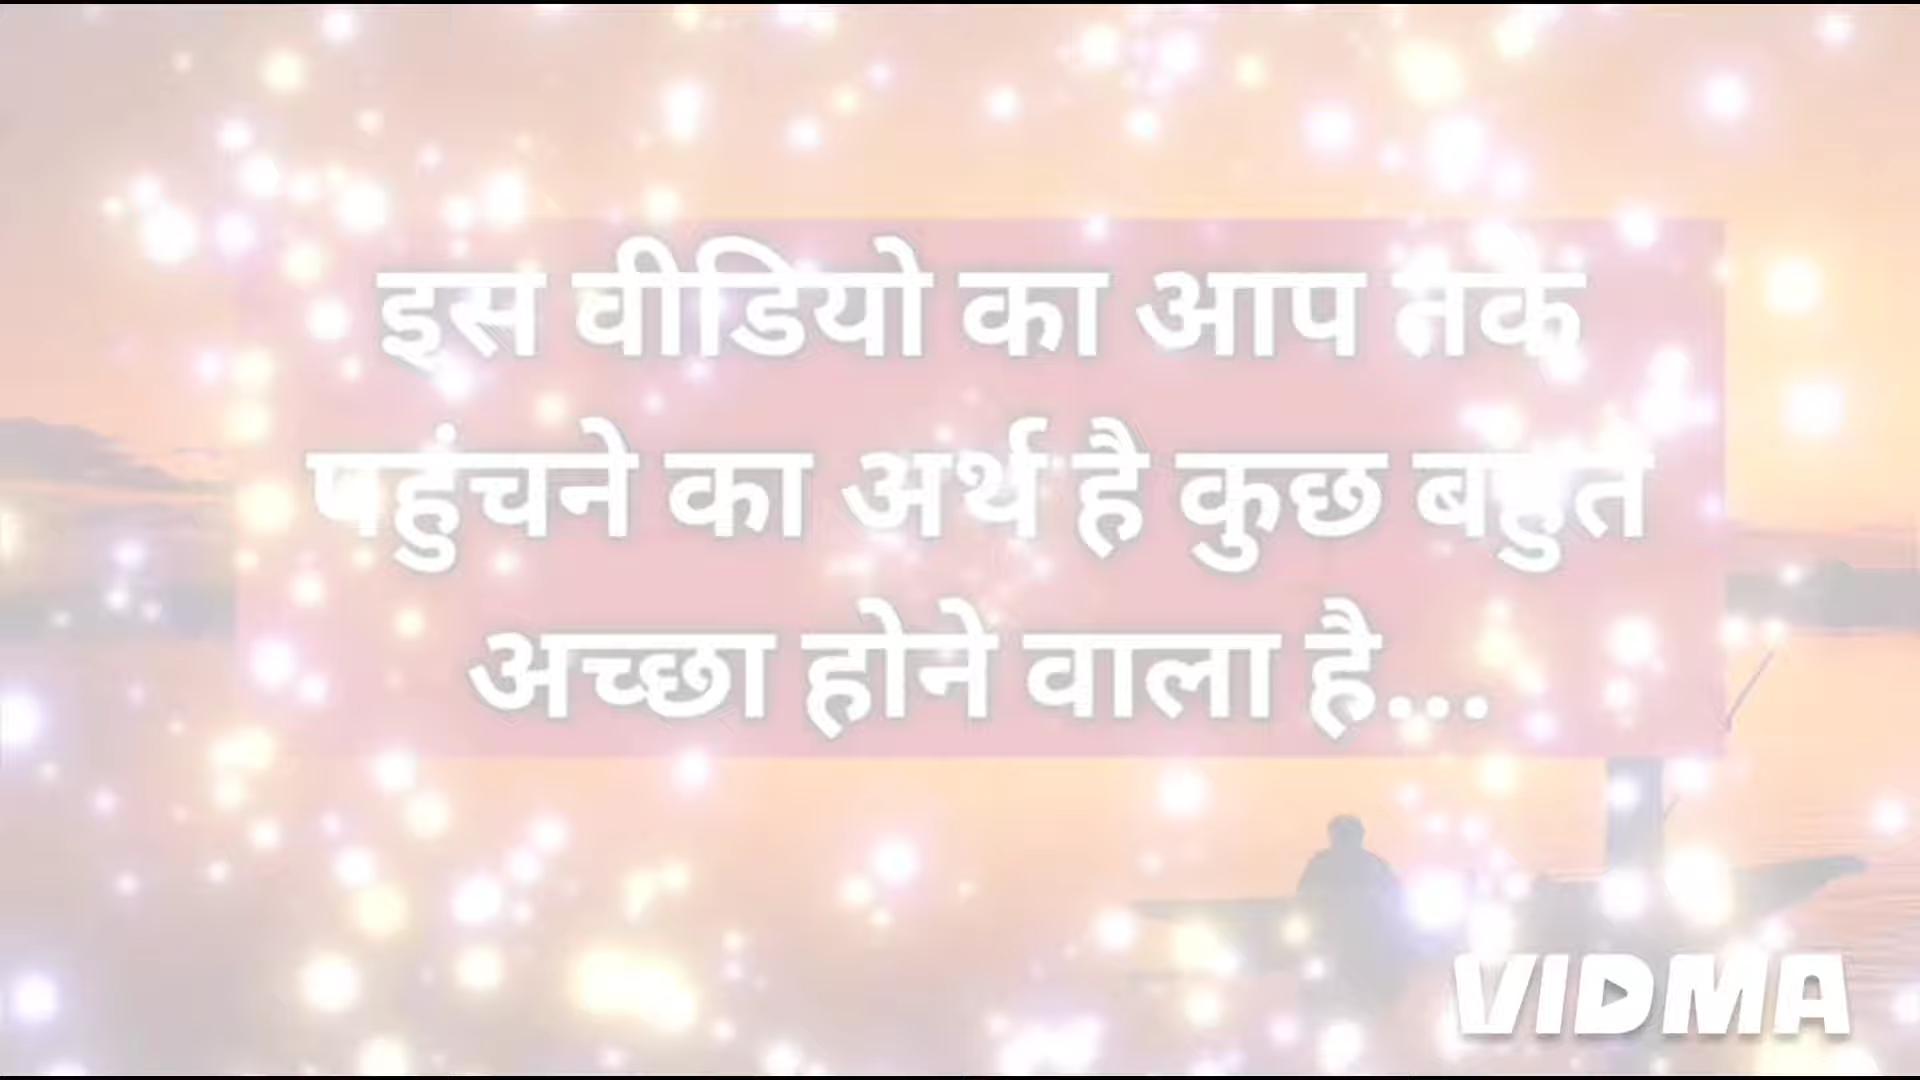 इस वीडियो का आप तक
पहुंचने का अर्थ है कुछ बहुत
अच्छा होने वाला है...
VIDMA